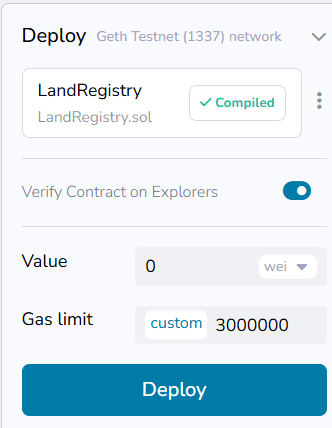 Deploy Geth Testnet (1337) network
LandRegistry
LandRegistry.sol
Compiled
Verify Contract on Explorers
Value 0 wei
Gas limit custom 3000000
Deploy